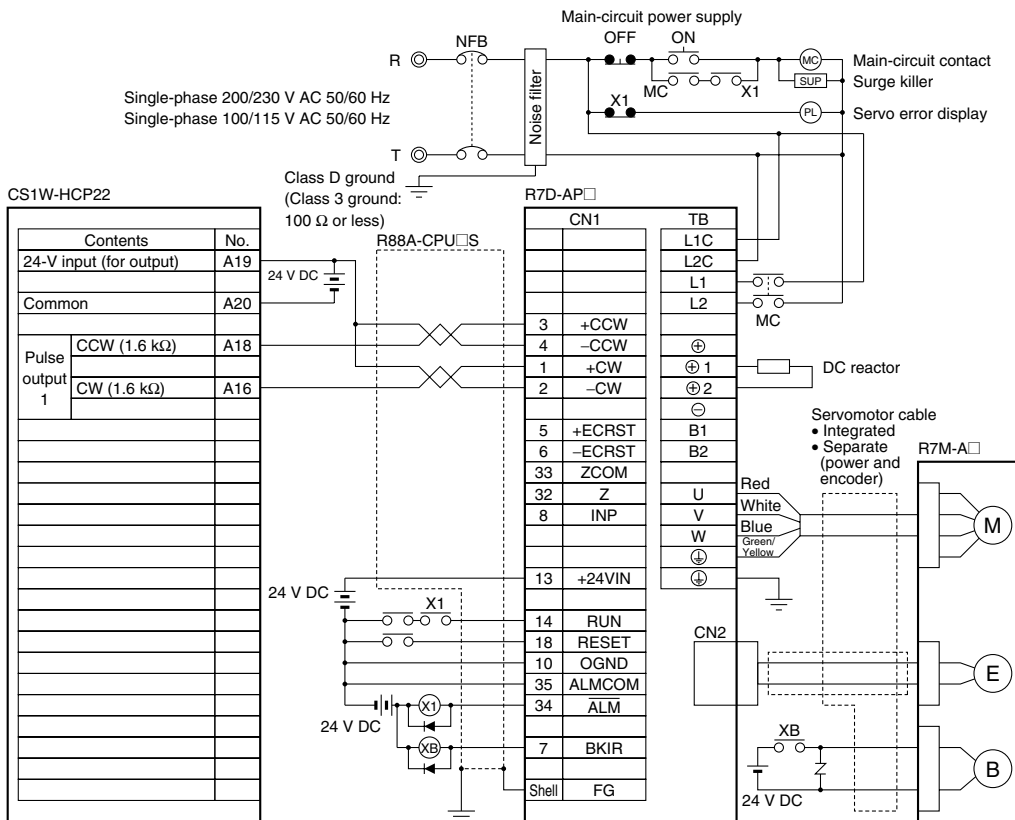 Main-circuit power supply
NFB
OFF
ON
R
MC
Main-circuit contact
MC
X1
SUP
Surge killer
Single-phase 200/230 V AC 50/60 Hz
Single-phase 100/115 V AC 50/60 Hz
Noise filter
X1
PL
Servo error display
T
Class D ground
(Class 3 ground:
100 Ω or less)
CS1W-HCP22
R88A-CPU□S
R7D-AP□
CN1 TB
Contents No.
24-V input (for output) A19
24 V DC
Common A20
Pulse output 1
CCW (1.6 kΩ) A18
CW (1.6 kΩ) A16
L1C
L2C
L1
L2
MC
3 +CCW
4 −CCW ⊕
1 +CW ⊕ 1
DC reactor
2 −CW ⊕ 2
⊖
5 +ECRST B1
6 −ECRST B2
33 ZCOM
32 Z U
8 INP V
W
Red
White
Blue
Green/
Yellow
Servomotor cable
• Integrated
• Separate
(power and
encoder)
R7M-A□
M
24 V DC
13 +24VIN
X1
14 RUN
18 RESET
10 OGND
35 ALMCOM
34 ALM
24 V DC
X1
XB
7 BKIR
Shell FG
CN2
E
XB
24 V DC
B